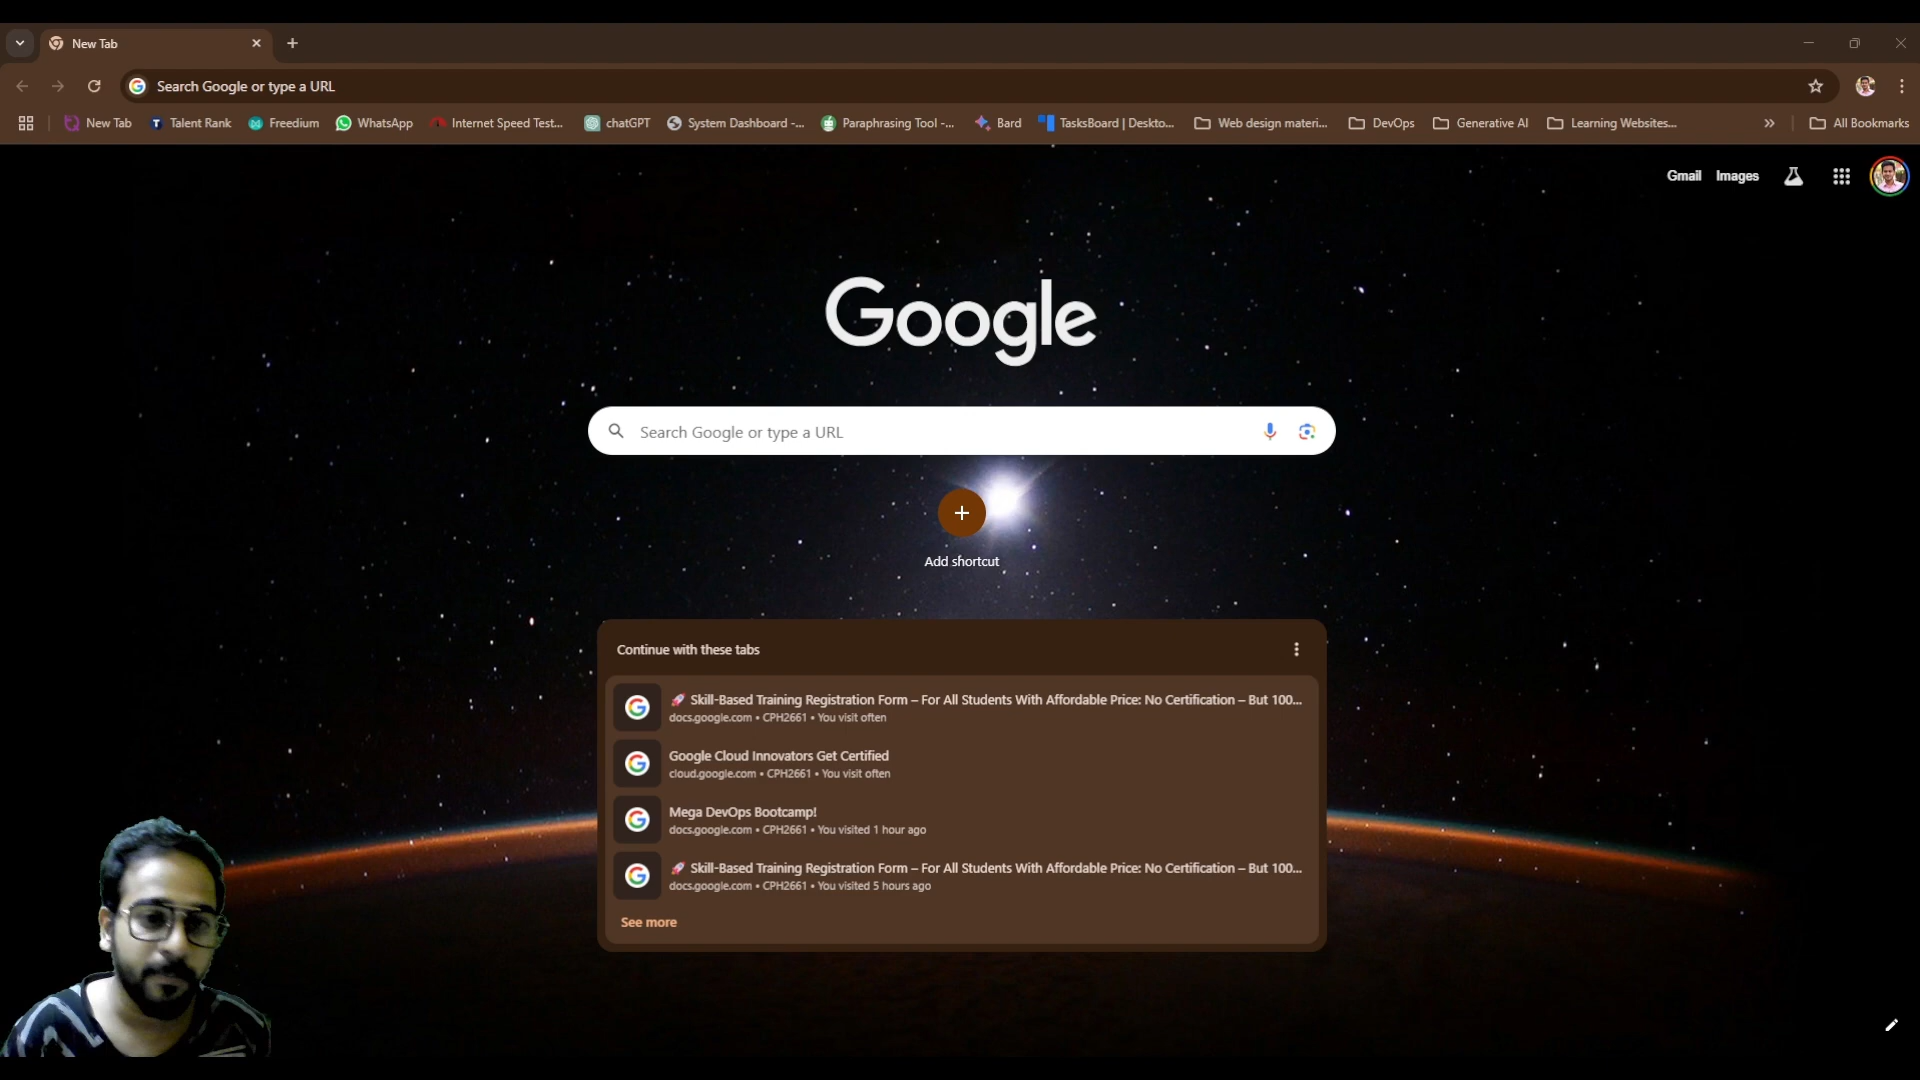 New Tab
Search Google or type a URL
New Tab
Talent Rank
Freedium
WhatsApp
Internet Speed Test...
chatGPT
System Dashboard -...
Paraphrasing Tool -...
Bard
TasksBoard | Deskto...
Web design materi...
DevOps
Generative AI
Learning Websites...
All Bookmarks
Gmail
Images
Google
Search Google or type a URL
Add shortcut
Continue with these tabs
🚀 Skill-Based Training Registration Form – For All Students With Affordable Price: No Certification – But 100...
docs.google.com • CPH2661 • You visit often
Google Cloud Innovators Get Certified
cloud.google.com • CPH2661 • You visit often
Mega DevOps Bootcamp!
docs.google.com • CPH2661 • You visited 1 hour ago
🚀 Skill-Based Training Registration Form – For All Students With Affordable Price: No Certification – But 100...
docs.google.com • CPH2661 • You visited 5 hours ago
See more